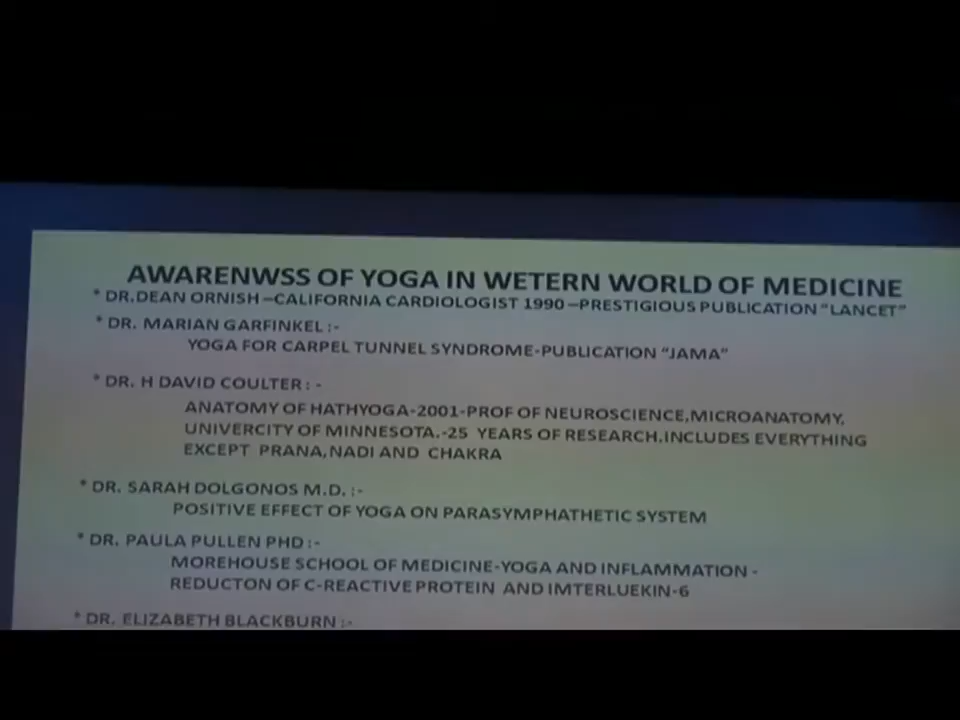 AWARENWSS OF YOGA IN WETERN WORLD OF MEDICINE
* DR.DEAN ORNISH –CALIFORNIA CARDIOLOGIST 1990 –PRESTIGIOUS PUBLICATION "LANCET"
* DR. MARIAN GARFINKEL :-
YOGA FOR CARPEL TUNNEL SYNDROME-PUBLICATION "JAMA"
* DR. H DAVID COULTER : -
ANATOMY OF HATHYOGA-2001-PROF OF NEUROSCIENCE,MICROANATOMY,
UNIVERCITY OF MINNESOTA.-25 YEARS OF RESEARCH.INCLUDES EVERYTHING
EXCEPT PRANA,NADI AND CHAKRA
* DR. SARAH DOLGONOS M.D. :-
POSITIVE EFFECT OF YOGA ON PARASYMPHATHETIC SYSTEM
* DR. PAULA PULLEN PHD :-
MOREHOUSE SCHOOL OF MEDICINE-YOGA AND INFLAMMATION -
REDUCTON OF C-REACTIVE PROTEIN AND IMTERLUEKIN-6
* DR. ELIZABETH BLACKBURN :-